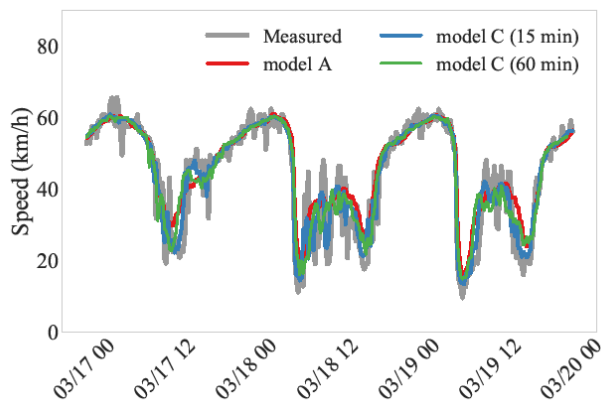 Measured
model A
model C (15 min)
model C (60 min)
Speed (km/h)
80
60
40
20
0
03/17 00
03/17 12
03/18 00
03/18 12
03/19 00
03/19 12
03/20 00